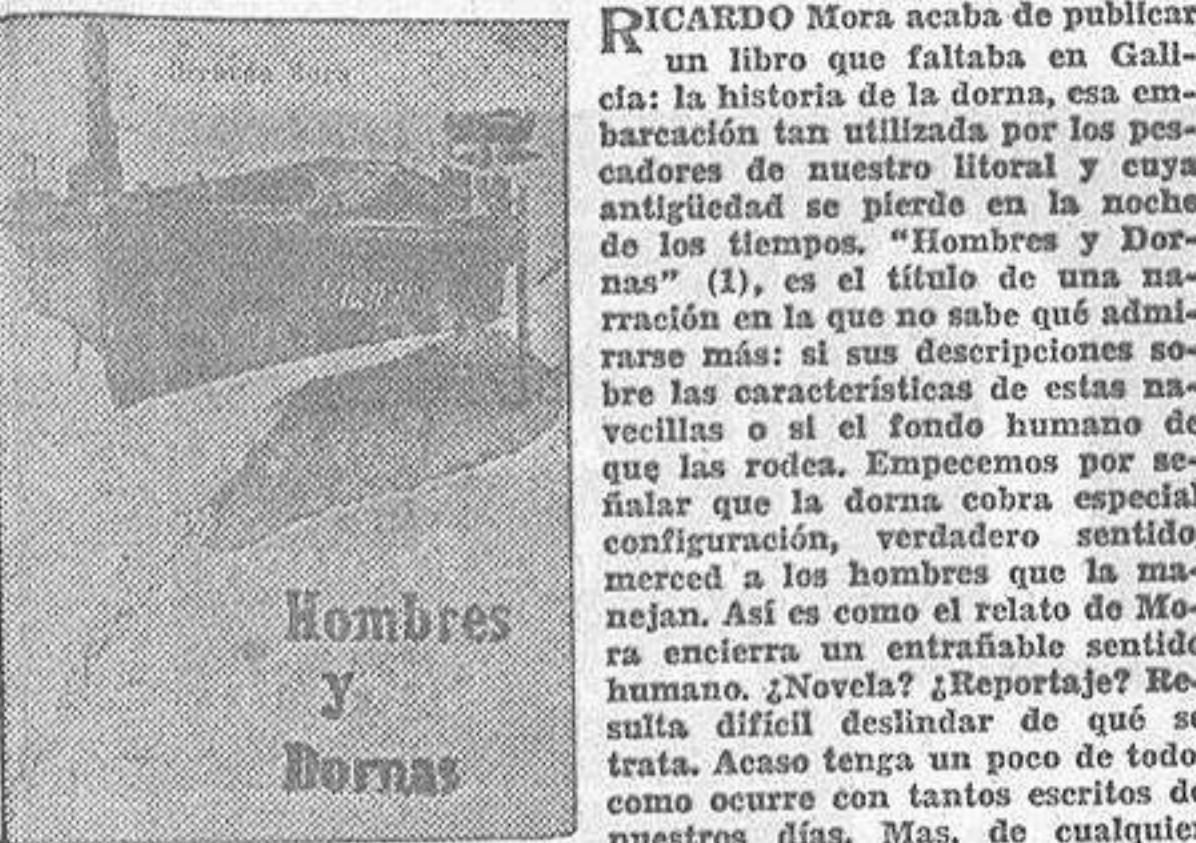 Ricardo Mora
Hombres
y
Dornas
RICARDO Mora acaba de publicar
un libro que faltaba en Gali-
cia: la historia de la dorna, esa em-
barcación tan utilizada por los pes-
cadores de nuestro litoral y cuya
antigüedad se pierde en la noche
de los tiempos. “Hombres y Dor-
nas” (1), es el título de una na-
rración en la que no sabe qué admi-
rarse más: si sus descripciones so-
bre las características de estas na-
vecillas o si el fondo humano de
que las rodea. Empecemos por se-
ñalar que la dorna cobra especial
configuración, verdadero sentido
merced a los hombres que la ma-
nejan. Así es como el relato de Mo-
ra encierra un entrañable sentido
humano. ¿Novela? ¿Reportaje? Re-
sulta difícil deslindar de qué se
trata. Acaso tenga un poco de todo
como ocurre con tantos escritos de
nuestros días. Mas, de cualquier